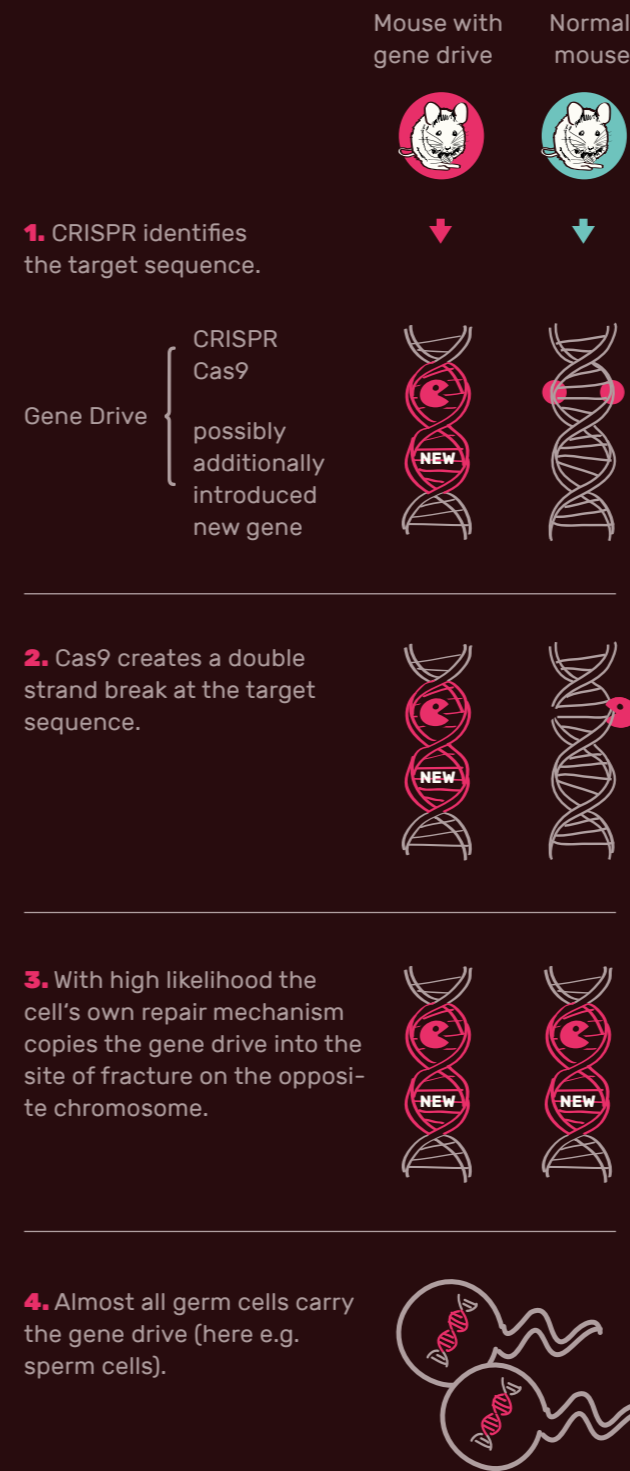 Mouse with
gene drive
Normal
mouse
1. CRISPR identifies
the target sequence.
Gene Drive
CRISPR
Cas9
possibly
additionally
introduced
new gene
NEW
2. Cas9 creates a double
strand break at the target
sequence.
NEW
3. With high likelihood the
cell‘s own repair mechanism
copies the gene drive into the
site of fracture on the opposi-
te chromosome.
NEW
NEW
4. Almost all germ cells carry
the gene drive (here e.g.
sperm cells).